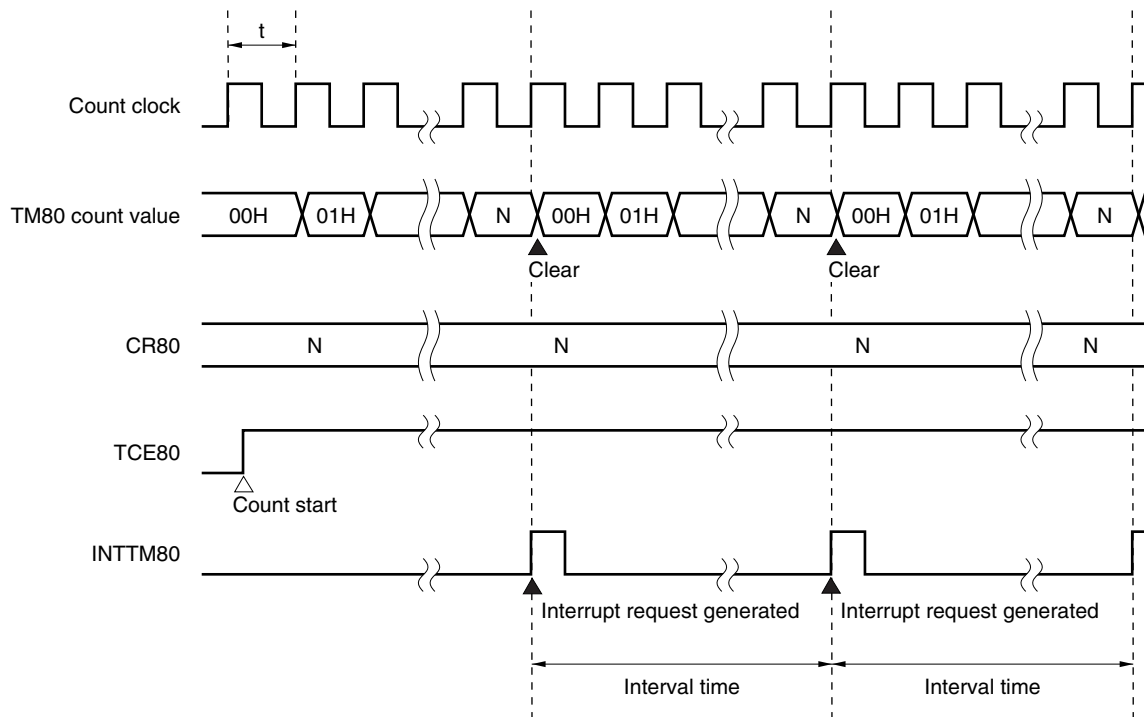 t
Count clock
TM80 count value
00H 01H N 00H 01H N 00H 01H N
Clear Clear
CR80
N N N N
TCE80
Count start
INTTM80
Interrupt request generated Interrupt request generated
Interval time Interval time